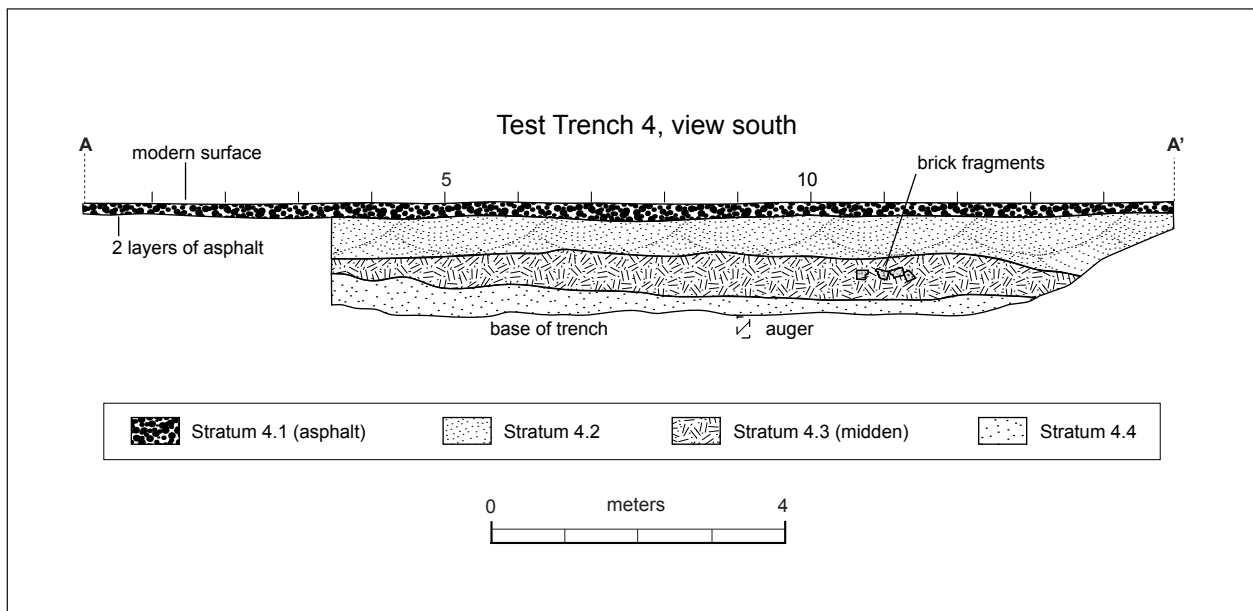 Test Trench 4, view south
A
A'
modern surface
brick fragments
5
10
2 layers of asphalt
base of trench
auger
Stratum 4.1 (asphalt)
Stratum 4.2
Stratum 4.3 (midden)
Stratum 4.4
0
meters
4